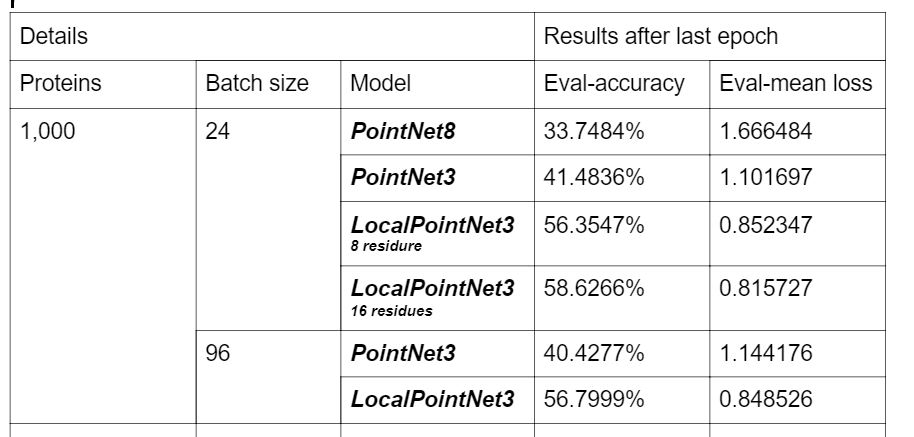 Details Results after last epoch
Proteins Batch size Model Eval-accuracy Eval-mean loss
1,000 24 PointNet8 33.7484% 1.666484
PointNet3 41.4836% 1.101697
LocalPointNet3 56.3547% 0.852347
8 residure
LocalPointNet3 58.6266% 0.815727
16 residues
96 PointNet3 40.4277% 1.144176
LocalPointNet3 56.7999% 0.848526